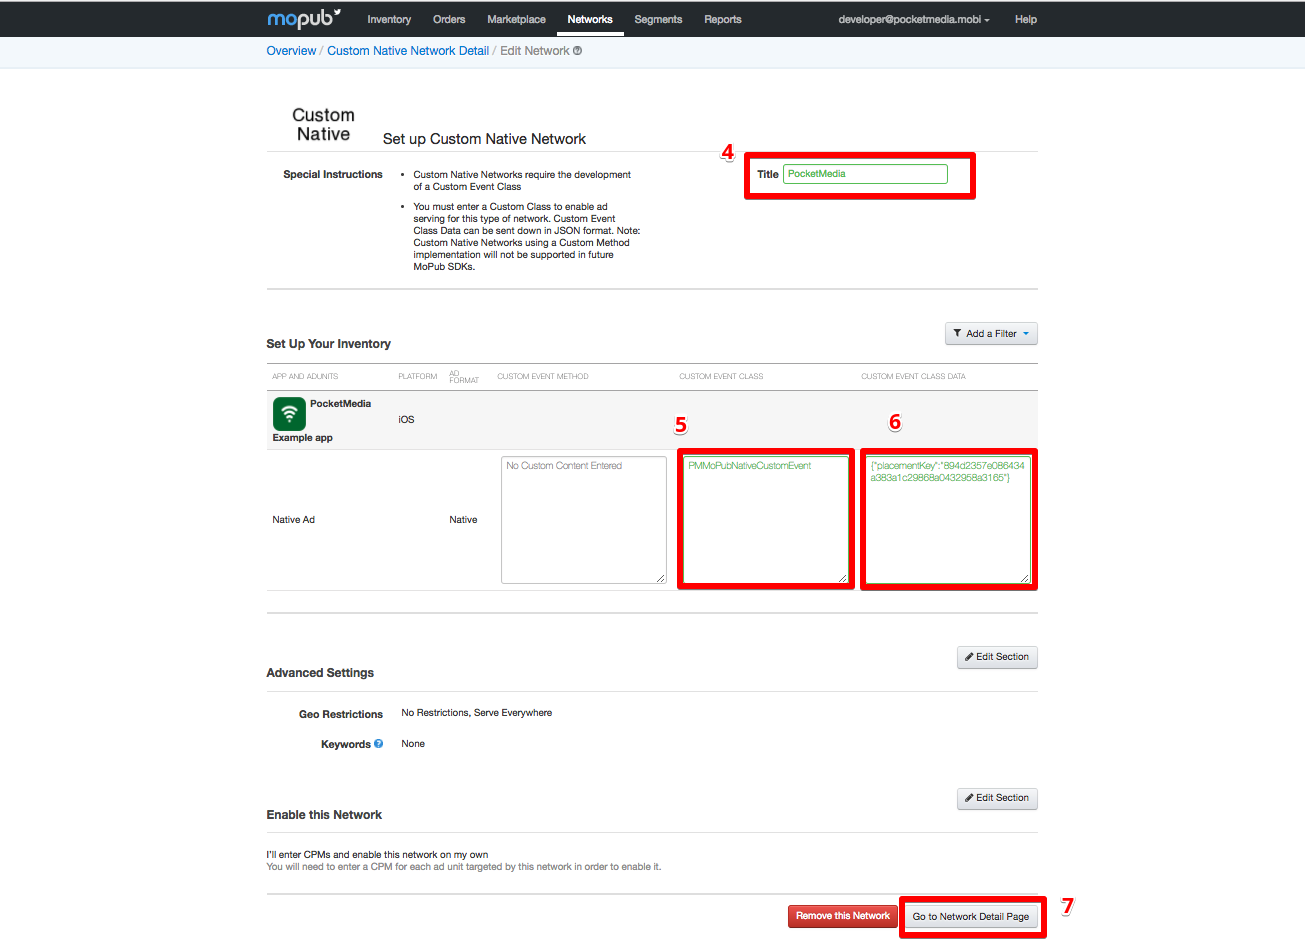 mopub
Inventory Orders Marketplace Networks Segments Reports developer@pocketmedia.mobi Help
Overview / Custom Native Network Detail / Edit Network ?
Custom
Native
Set up Custom Native Network
4
Special Instructions
• Custom Native Networks require the development
of a Custom Event Class
• You must enter a Custom Class to enable ad
serving for this type of network. Custom Event
Class Data can be sent down in JSON format. Note:
Custom Native Networks using a Custom Method
implementation will not be supported in future
MoPub SDKs.
Title PocketMedia
Set Up Your Inventory
Add a Filter
APP AND ADUNITS PLATFORM AD FORMAT CUSTOM EVENT METHOD CUSTOM EVENT CLASS CUSTOM EVENT CLASS DATA
PocketMedia
Example app
iOS
5
6
Native Ad
Native
No Custom Content Entered
PMMoPubNativeCustomEvent
{"placementKey":"894d2357e086434
a383a1c29868a0432958a3165"}
Edit Section
Advanced Settings
Geo Restrictions No Restrictions, Serve Everywhere
Keywords ? None
Edit Section
Enable this Network
I'll enter CPMs and enable this network on my own
You will need to enter a CPM for each ad unit targeted by this network in order to enable it.
Remove this Network
Go to Network Detail Page
7